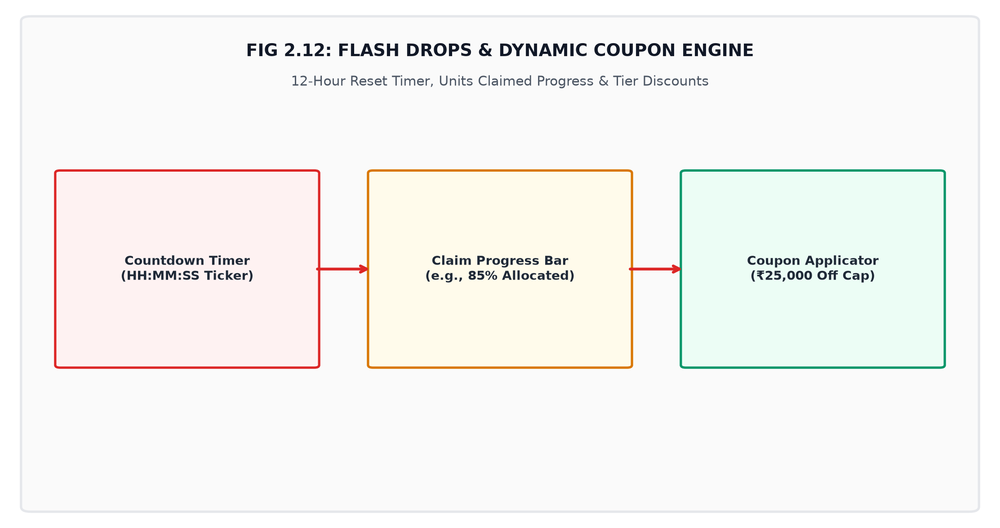 FIG 2.12: FLASH DROPS & DYNAMIC COUPON ENGINE
12-Hour Reset Timer, Units Claimed Progress & Tier Discounts
Countdown Timer
(HH:MM:SS Ticker)
Claim Progress Bar
(e.g., 85% Allocated)
Coupon Applicator
(₹25,000 Off Cap)